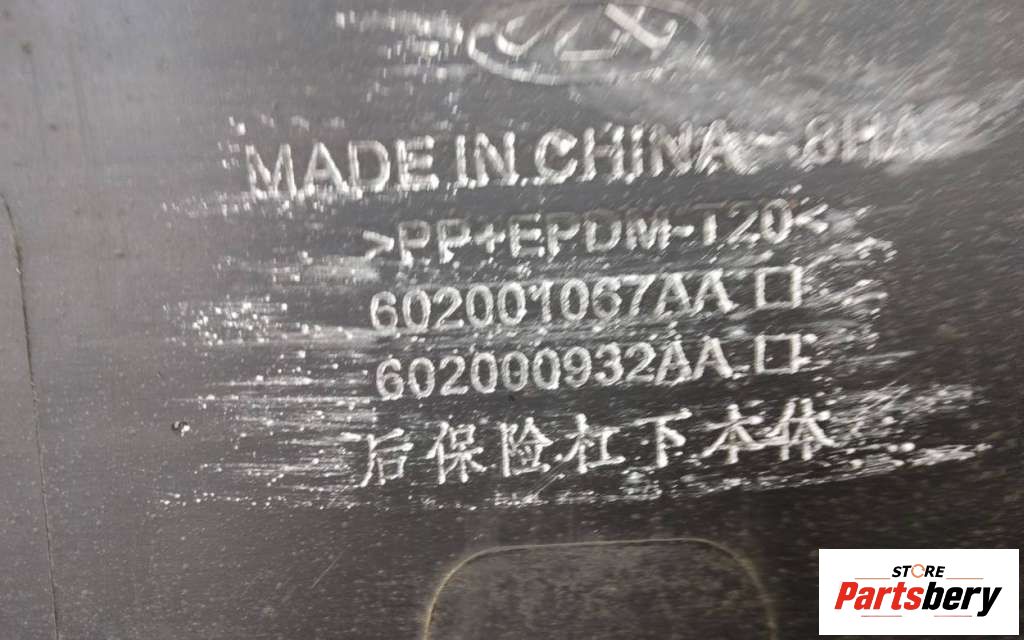 MADE IN CHINA
>PP+EPDM-T20<
602001067AA □
602000932AA □
后保险杠下本体
STORE
Partsbery